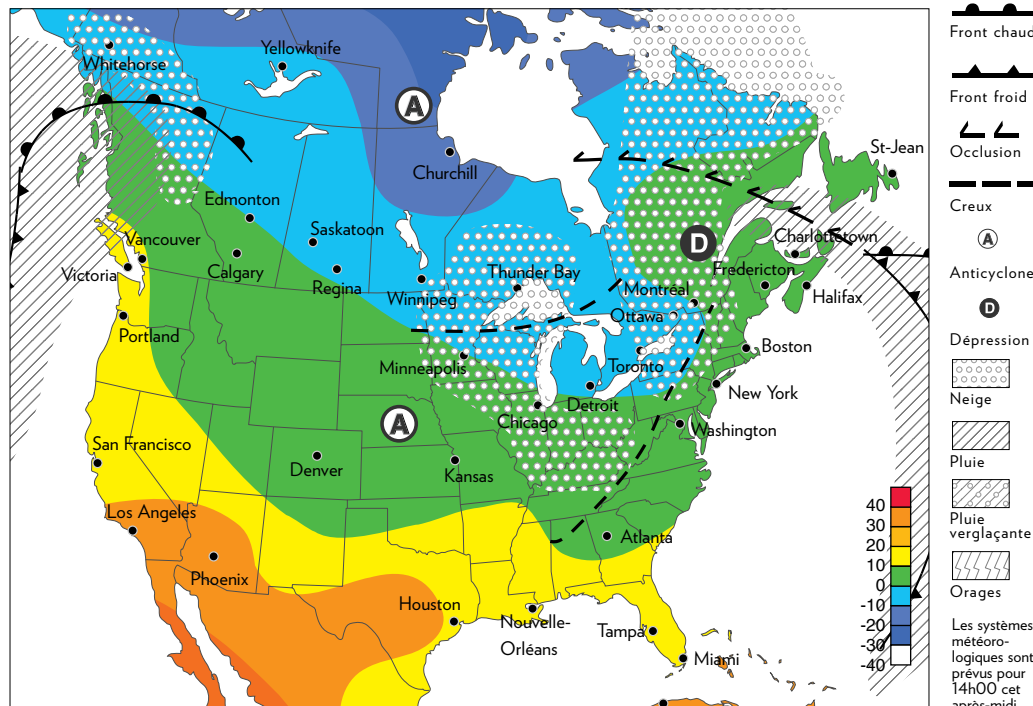 Whitehorse
Yellowknife
A
Churchill
St-Jean
Edmonton
Saskatoon
Vancouver
Victoria
Calgary
Regina
Winnipeg
Thunder Bay
D
Charlottetown
Fredericton
Montréal
Halifax
Ottawa
Portland
Minneapolis
Toronto
Boston
Detroit
New York
Chicago
A
Washington
San Francisco
Denver
Kansas
Los Angeles
Atlanta
Phoenix
Houston
Nouvelle-
Orléans
Tampa
Miami
40
30
20
10
0
-10
-20
-30
-40
Front chaud
Front froid
Occlusion
Creux
A
Anticyclone
D
Dépression
Neige
Pluie
Pluie
verglaçante
Orages
Les systèmes
météoro-
logiques sont
prévus pour
14h00 cet
après-midi